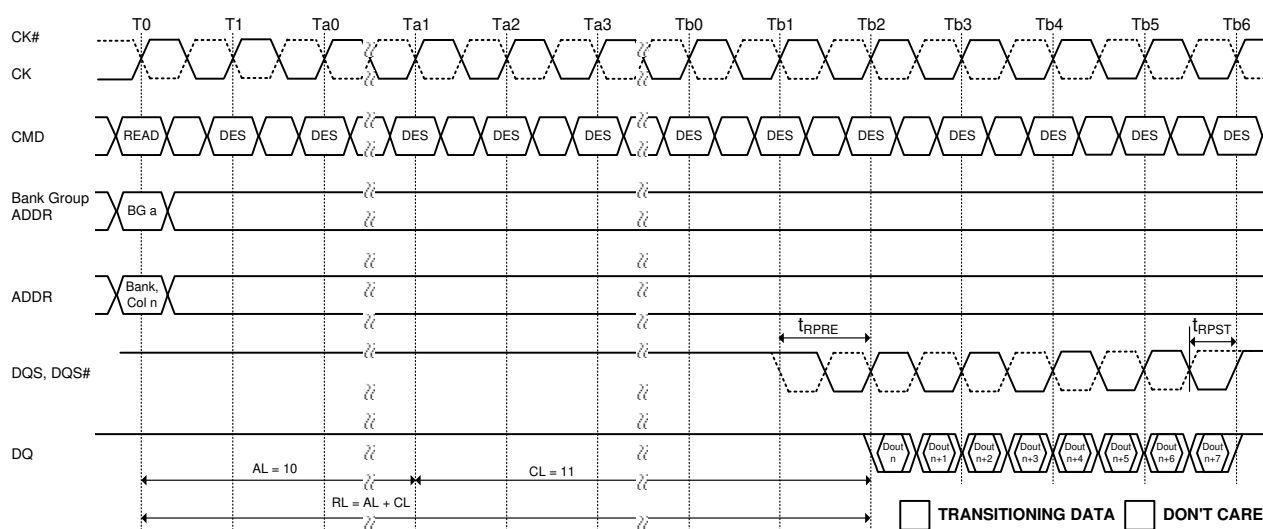 T0 T1 Ta0 Ta1 Ta2 Ta3 Tb0 Tb1 Tb2 Tb3 Tb4 Tb5 Tb6
CK#
CK
CMD READ DES DES DES DES DES DES DES DES DES DES DES DES
Bank Group
ADDR
BG a
ADDR
Bank,
Col n
tRPRE
tRPST
DQS, DQS#
DQ
Dout
n
Dout
n+1
Dout
n+2
Dout
n+3
Dout
n+4
Dout
n+5
Dout
n+6
Dout
n+7
AL = 10
CL = 11
RL = AL + CL
TRANSITIONING DATA
DON'T CARE